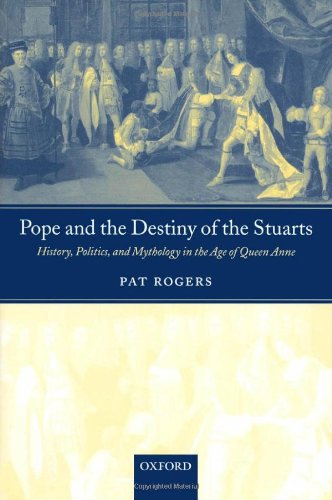 Pope and the Destiny of the Stuarts
History, Politics, and Mythology in the Age of Queen Anne
PAT ROGERS
OXFORD